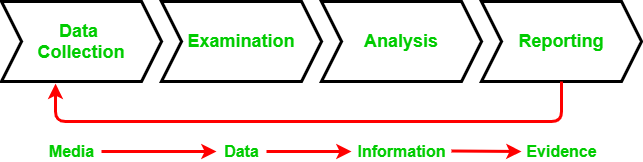 Data
Collection
Examination
Analysis
Reporting
Media
Data
Information
Evidence